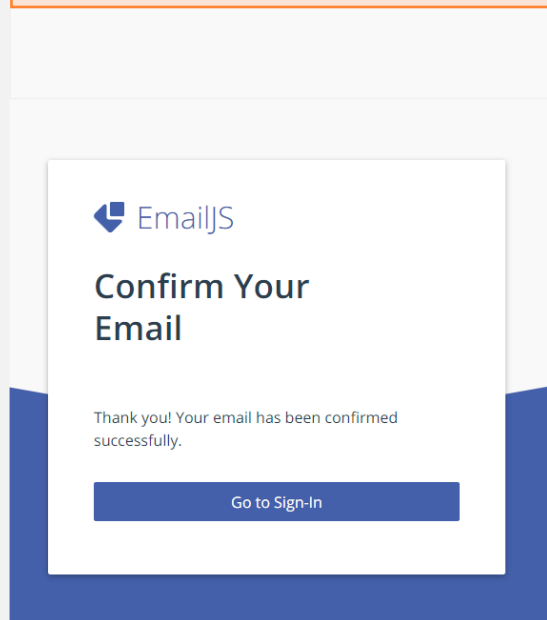 EmailJS
Confirm Your
Email
Thank you! Your email has been confirmed
successfully.
Go to Sign-In